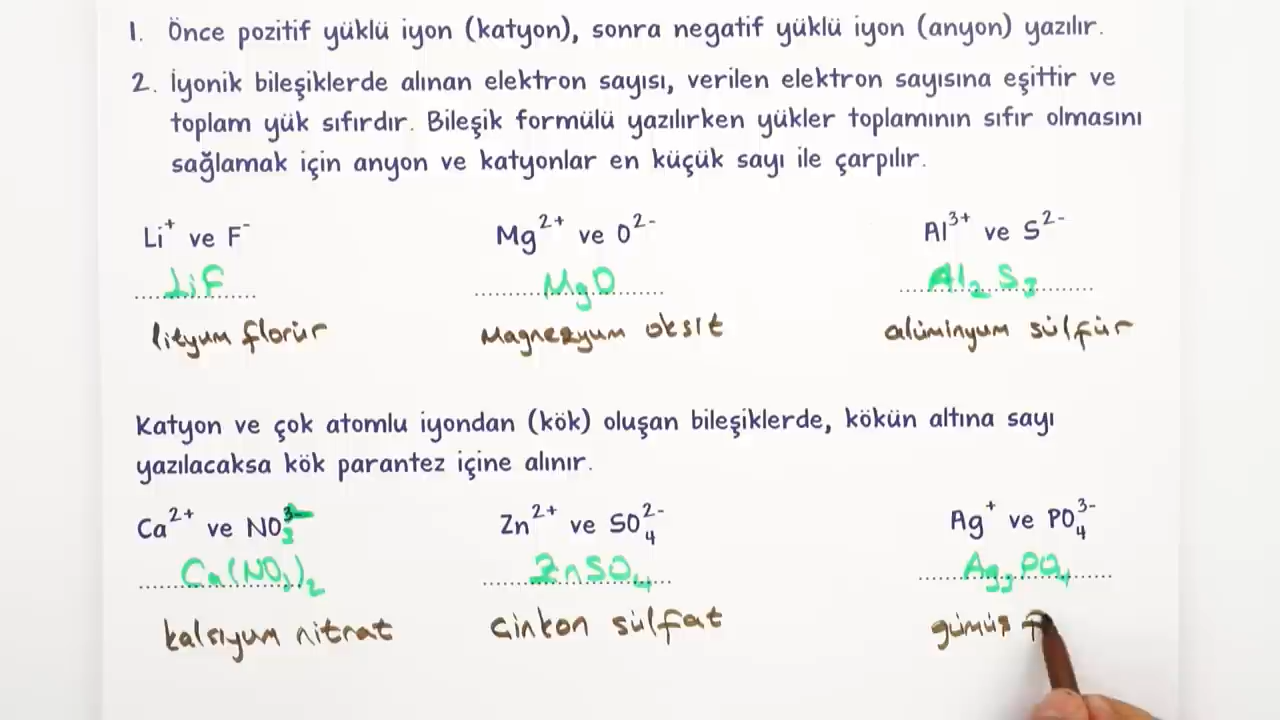 1. Önce pozitif yüklü iyon (katyon), sonra negatif yüklü iyon (anyon) yazılır.
2. İyonik bileşiklerde alınan elektron sayısı, verilen elektron sayısına eşittir ve
toplam yük sıfırdır. Bileşik formülü yazılırken yükler toplamının sıfır olmasını
sağlamak için anyon ve katyonlar en küçük sayı ile çarpılır.
Li⁺ ve F⁻ Mg²⁺ ve O²⁻ Al³⁺ ve S²⁻
LiF MgO Al₂S₃
lityum florür Magnezyum oksit alüminyum sülfür
Katyon ve çok atomlu iyondan (kök) oluşan bileşiklerde, kökün altına sayı
yazılacaksa kök parantez içine alınır.
Ca²⁺ ve NO₃⁻ Zn²⁺ ve SO₄²⁻ Ag⁺ ve PO₄³⁻
Ca(NO₃)₂ ZnSO₄ Ag₃PO₄
kalsiyum nitrat Çinkon sülfat gümüş f